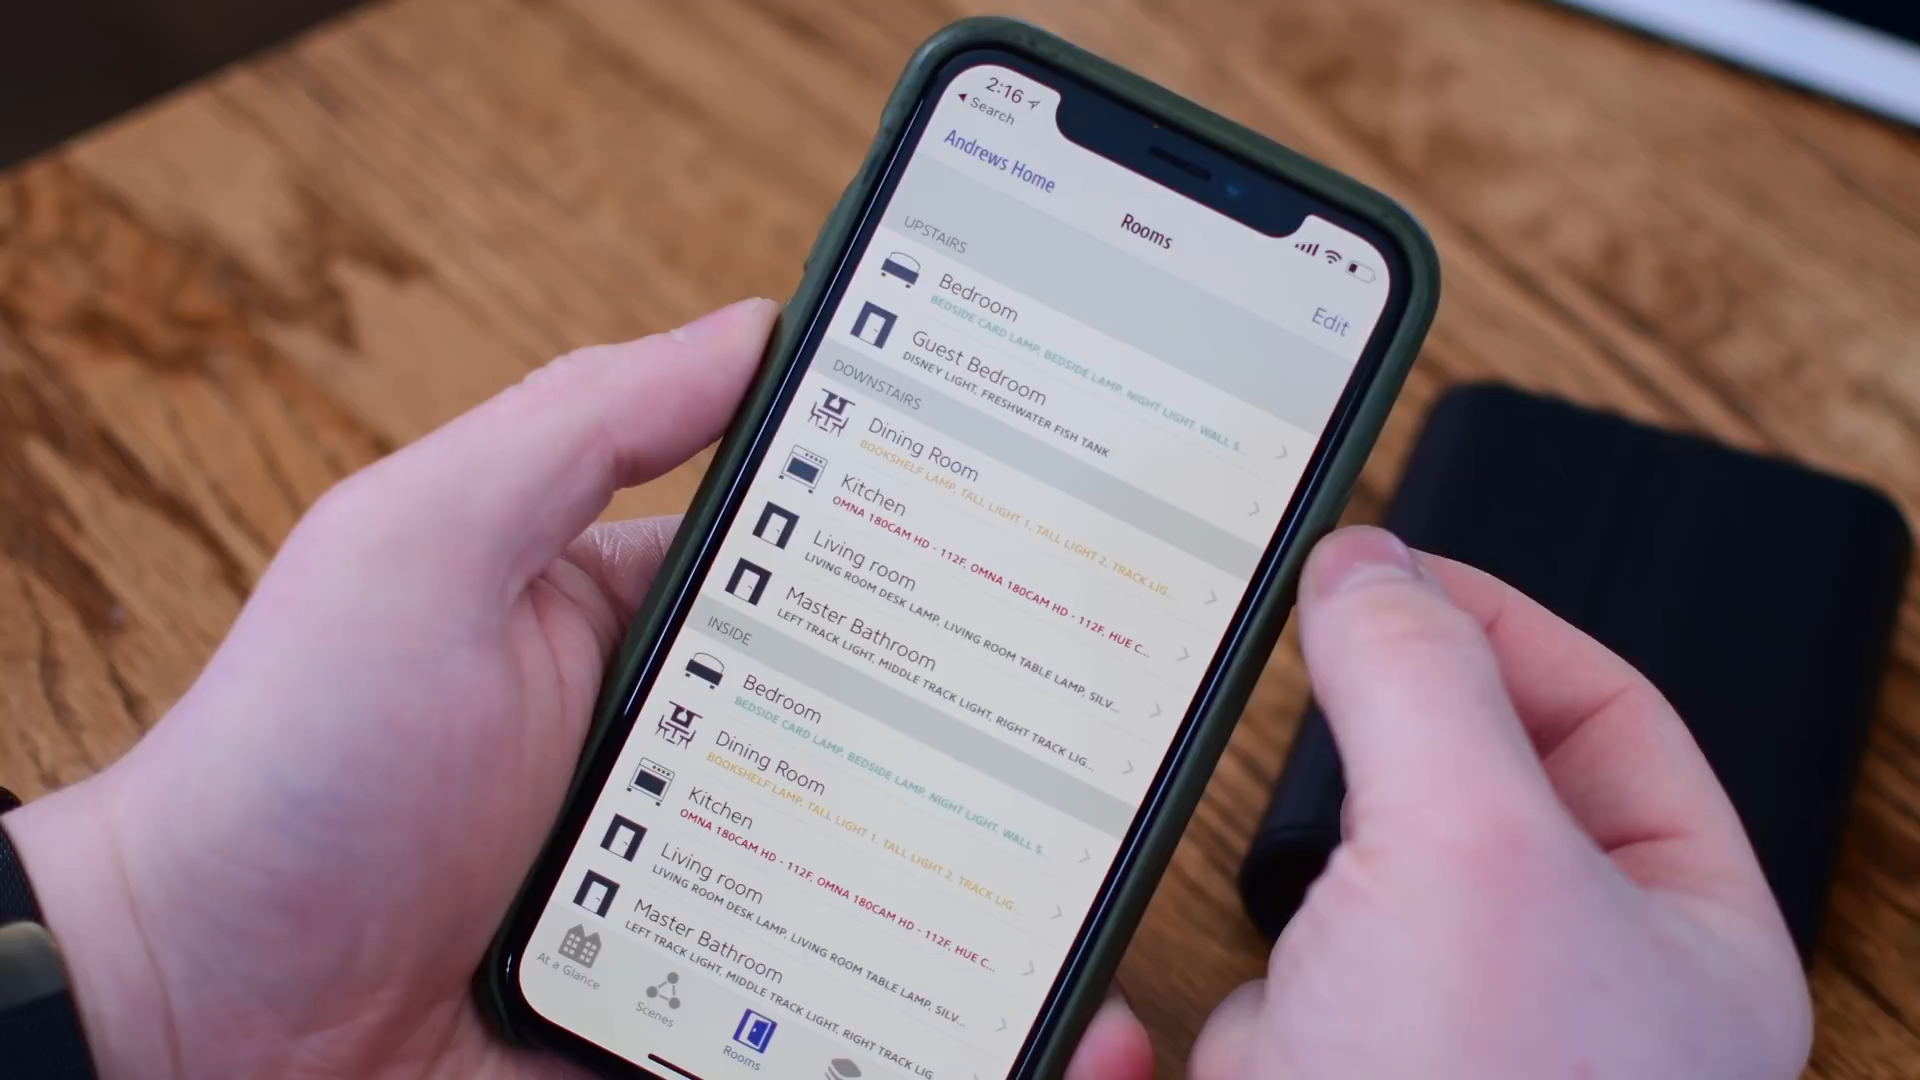 2:16
Search
Andrews Home
Rooms
Edit
UPSTAIRS
Bedroom
BEDSIDE CARD LAMP, BEDSIDE LAMP, NIGHT LIGHT, WALL S...
Guest Bedroom
DISNEY LIGHT, FRESHWATER FISH TANK
DOWNSTAIRS
Dining Room
BOOKSHELF LAMP, TALL LIGHT 1, TALL LIGHT 2, TRACK LIG...
Kitchen
OMNA 180CAM HD - 112F, OMNA 180CAM HD - 112F, HUE C...
Living room
LIVING ROOM DESK LAMP, LIVING ROOM TABLE LAMP, SILV...
Master Bathroom
LEFT TRACK LIGHT, MIDDLE TRACK LIGHT, RIGHT TRACK LIG...
INSIDE
Bedroom
BEDSIDE CARD LAMP, BEDSIDE LAMP, NIGHT LIGHT, WALL S...
Dining Room
BOOKSHELF LAMP, TALL LIGHT 1, TALL LIGHT 2, TRACK LIG...
Kitchen
OMNA 180CAM HD - 112F, OMNA 180CAM HD - 112F, HUE C...
Living room
LIVING ROOM DESK LAMP, LIVING ROOM TABLE LAMP, SILV...
Master Bathroom
LEFT TRACK LIGHT, MIDDLE TRACK LIGHT, RIGHT TRACK LIG
At a Glance
Scenes
Rooms